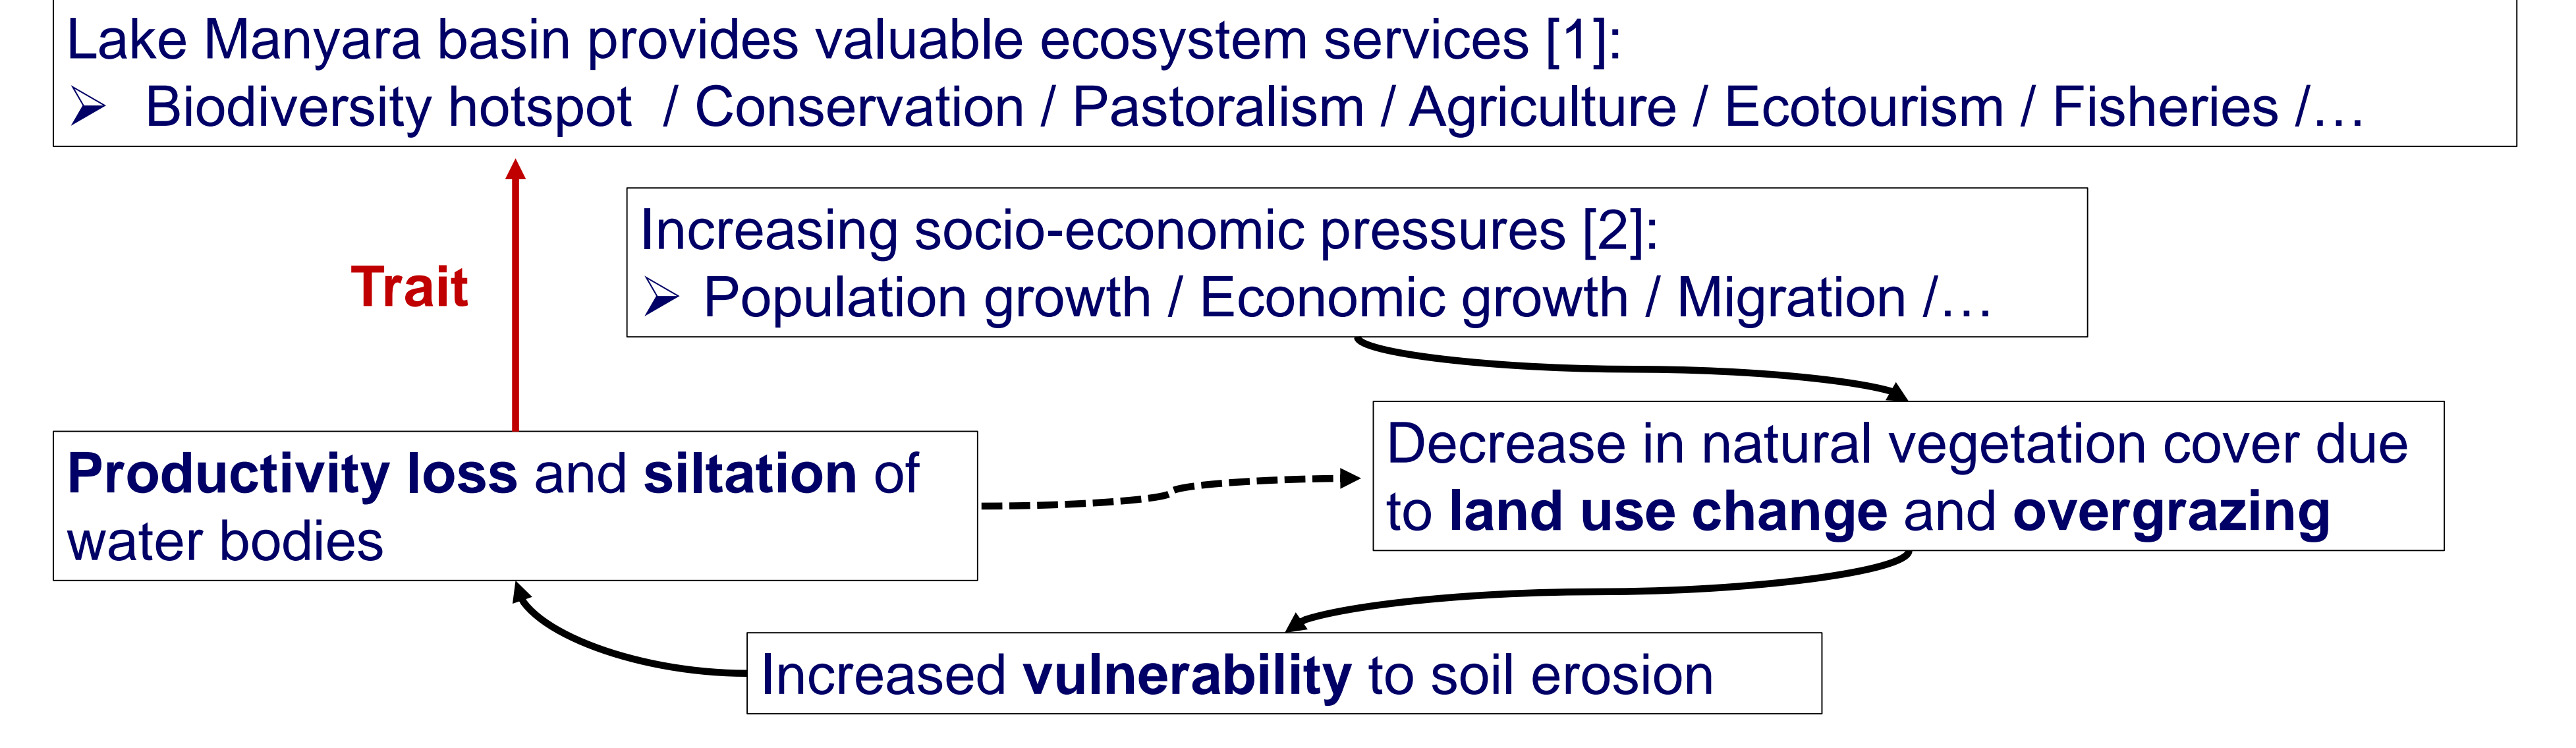 Lake Manyara basin provides valuable ecosystem services [1]:
➢ Biodiversity hotspot / Conservation / Pastoralism / Agriculture / Ecotourism / Fisheries /…
Increasing socio-economic pressures [2]:
➢ Population growth / Economic growth / Migration /…
Trait
Productivity loss and siltation of
water bodies
Decrease in natural vegetation cover due
to land use change and overgrazing
Increased vulnerability to soil erosion